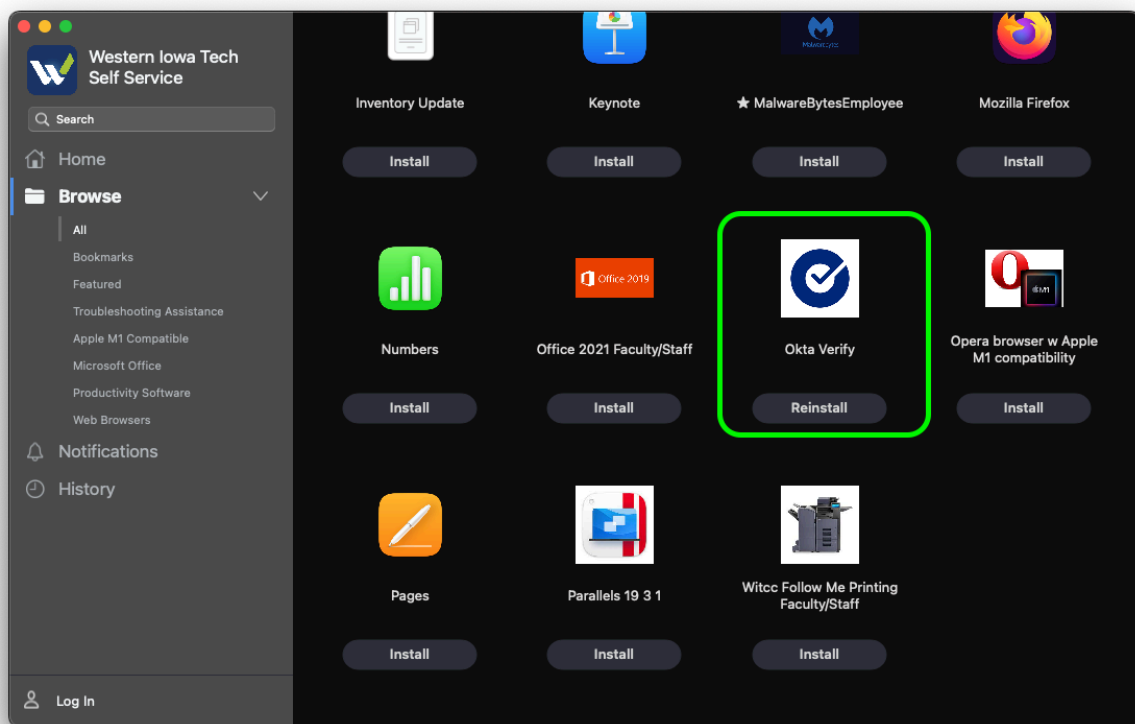 Western Iowa Tech
Self Service
Search
Home
Browse
All
Bookmarks
Featured
Troubleshooting Assistance
Apple M1 Compatible
Microsoft Office
Productivity Software
Web Browsers
Notifications
History
Log In
Malwarebytes
Inventory Update
Keynote
★ MalwareBytesEmployee
Mozilla Firefox
Install
Install
Install
Install
Office 2019
M1
Numbers
Office 2021 Faculty/Staff
Okta Verify
Opera browser w Apple
M1 compatibility
Install
Install
Reinstall
Install
Pages
Parallels 19 3 1
Witcc Follow Me Printing
Faculty/Staff
Install
Install
Install